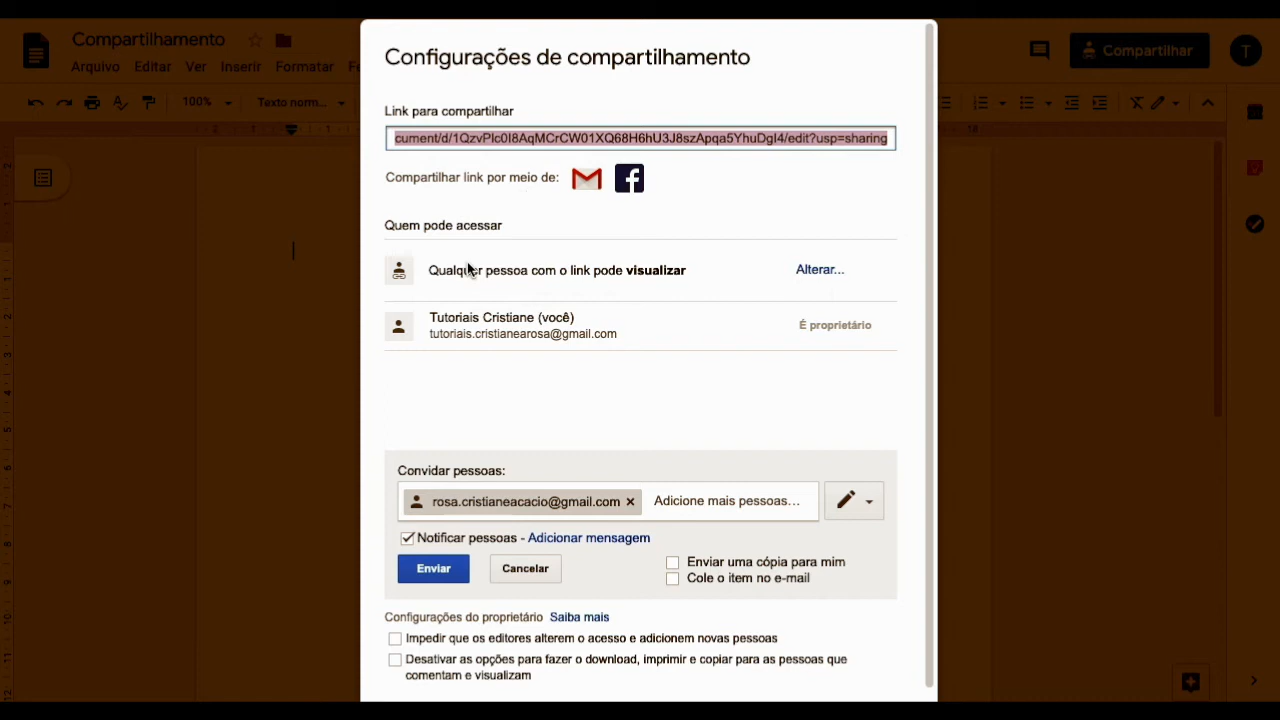 Compartilhamento
Arquivo Editar Ver Inserir Formatar
Compartilhar
T
100%
Texto norm...
2 1 1 18
Configurações de compartilhamento
Link para compartilhar
cument/d/1QzvPlc0I8AqMCrCW01XQ68H6hU3J8szApqa5YhuDgI4/edit?usp=sharing
Compartilhar link por meio de:
Quem pode acessar
Qualquer pessoa com o link pode visualizar
Alterar...
Tutoriais Cristiane (você)
tutoriais.cristianearosa@gmail.com
É proprietário
Convidar pessoas:
rosa.cristianeacacio@gmail.com × Adicione mais pessoas...
Notificar pessoas - Adicionar mensagem
Enviar
Cancelar
Enviar uma cópia para mim
Cole o item no e-mail
Configurações do proprietário Saiba mais
Impedir que os editores alterem o acesso e adicionem novas pessoas
Desativar as opções para fazer o download, imprimir e copiar para as pessoas que
comentam e visualizam